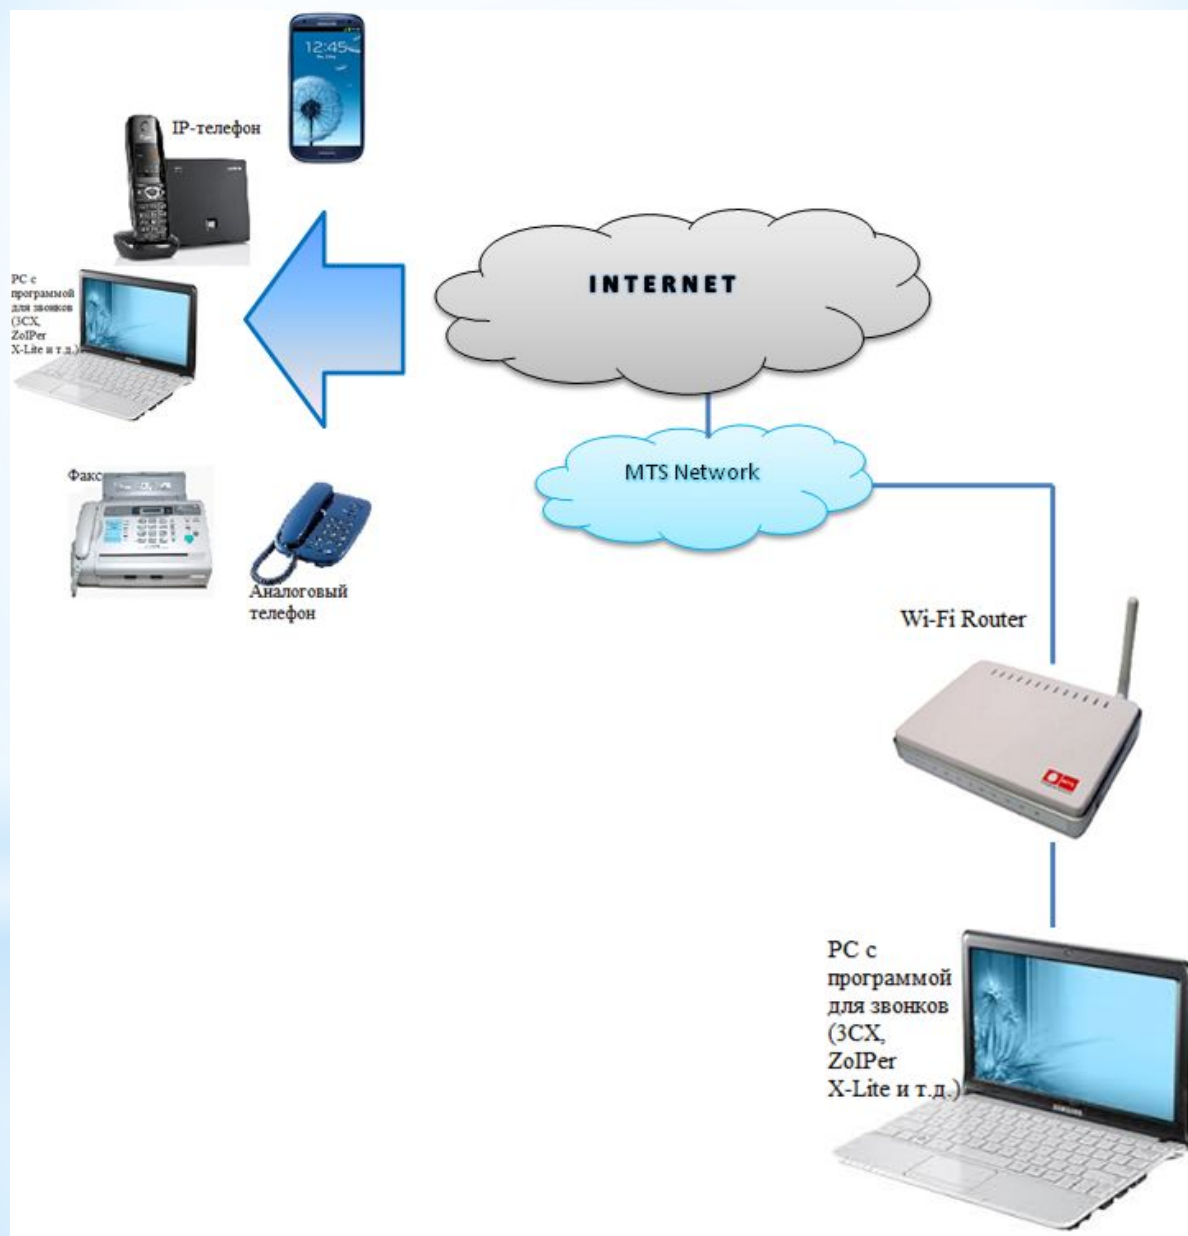 12:45
IP-телефон
INTERNET
PC с
программой
для звонков
(3CX,
ZoIPer
X-Lite и т.д.)
MTS Network
Факс
Аналоговый
телефон
Wi-Fi Router
PC с
программой
для звонков
(3CX,
ZoIPer
X-Lite и т.д.)
SAMSUNG